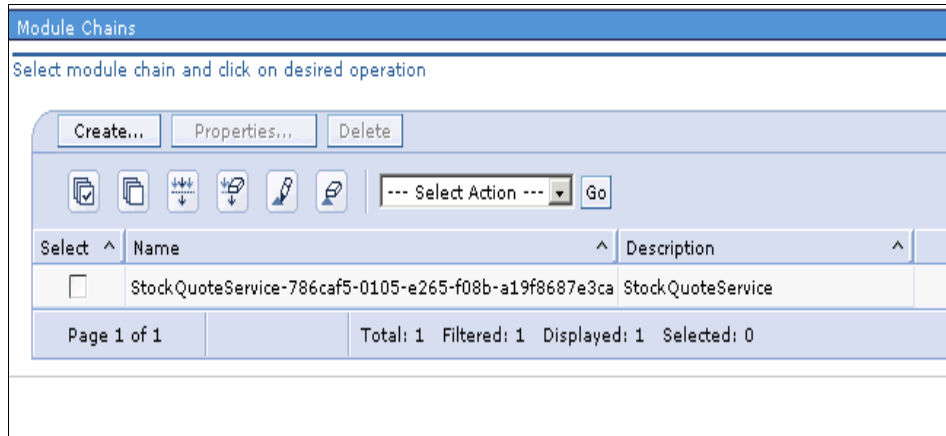 Module Chains
Select module chain and click on desired operation
Create... Properties... Delete
--- Select Action --- Go
Select ^ Name ^ Description ^
StockQuoteService-786caf5-0105-e265-f08b-a19f8687e3ca StockQuoteService
Page 1 of 1 Total: 1 Filtered: 1 Displayed: 1 Selected: 0